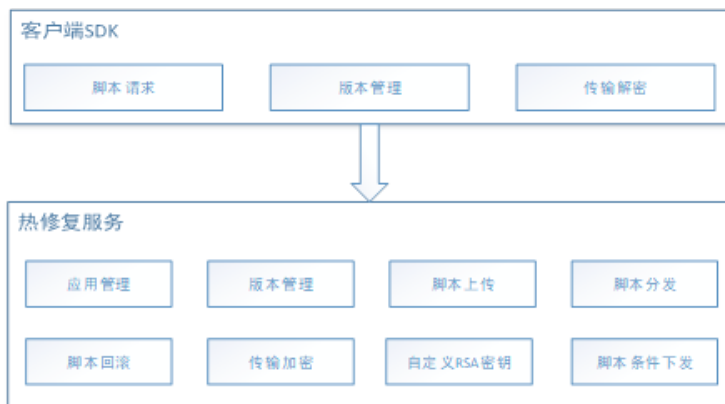 客户端SDK
脚本请求
版本管理
传输解密
热修复服务
应用管理
版本管理
脚本上传
脚本分发
脚本回滚
传输加密
自定义RSA密钥
脚本条件下发